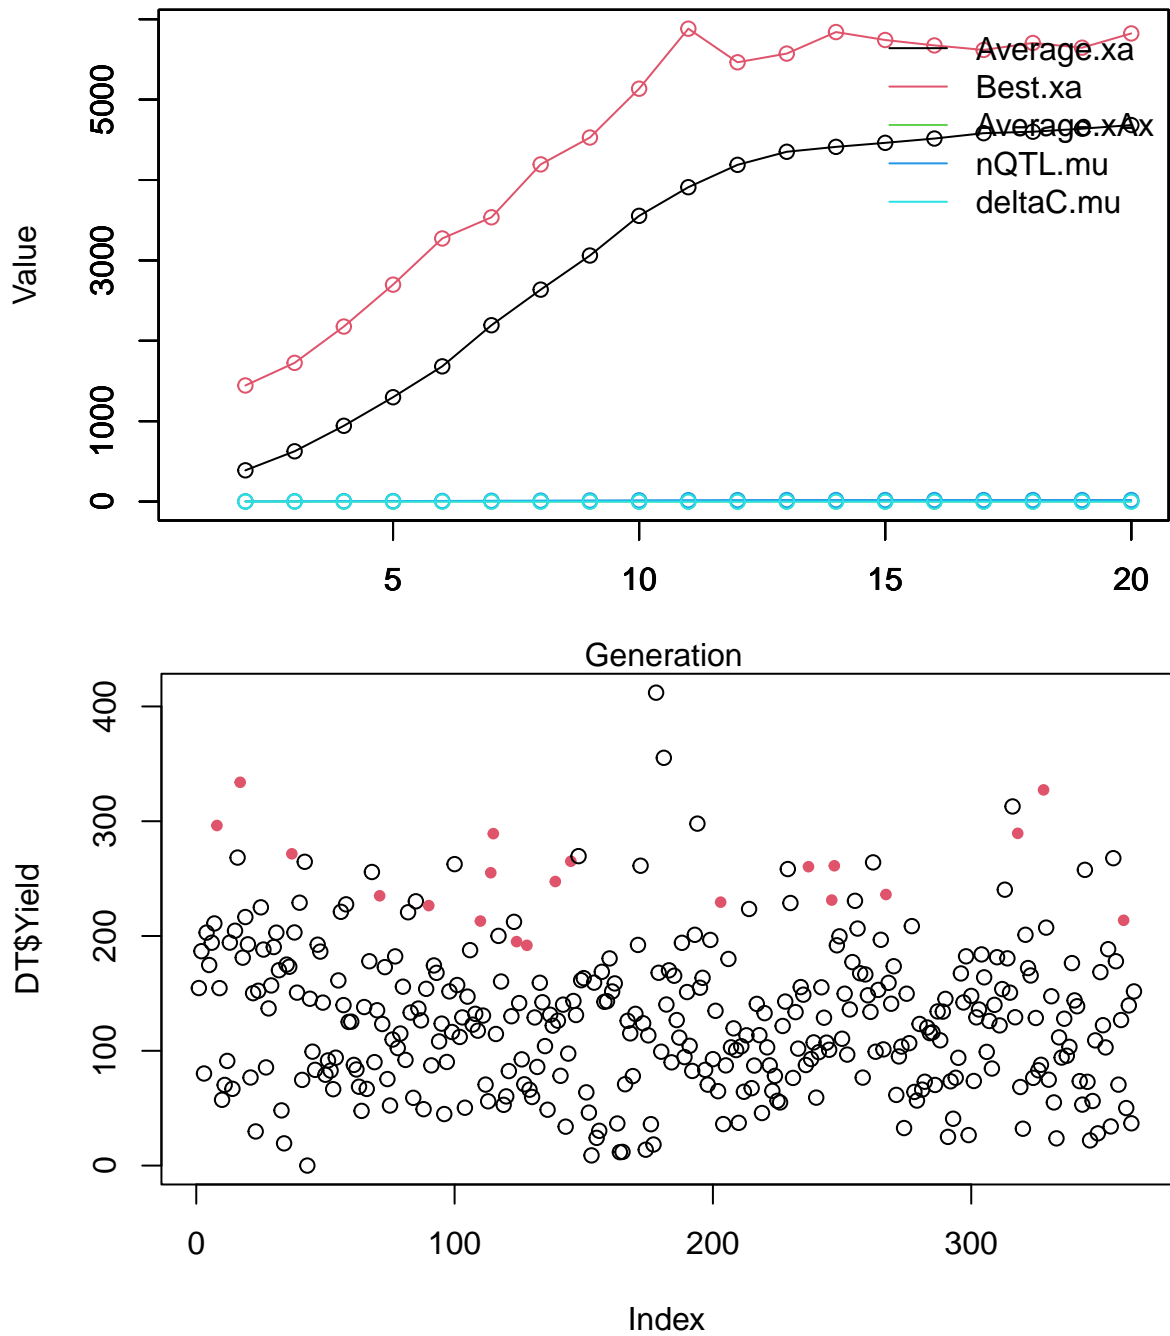 Value
0
1000
3000
5000
Average.xa
Best.xa
Average.xAx
nQTL.mu
deltaC.mu
5
10
15
20
Generation
DT$Yield
0
100
200
300
400
0
100
200
300
Index